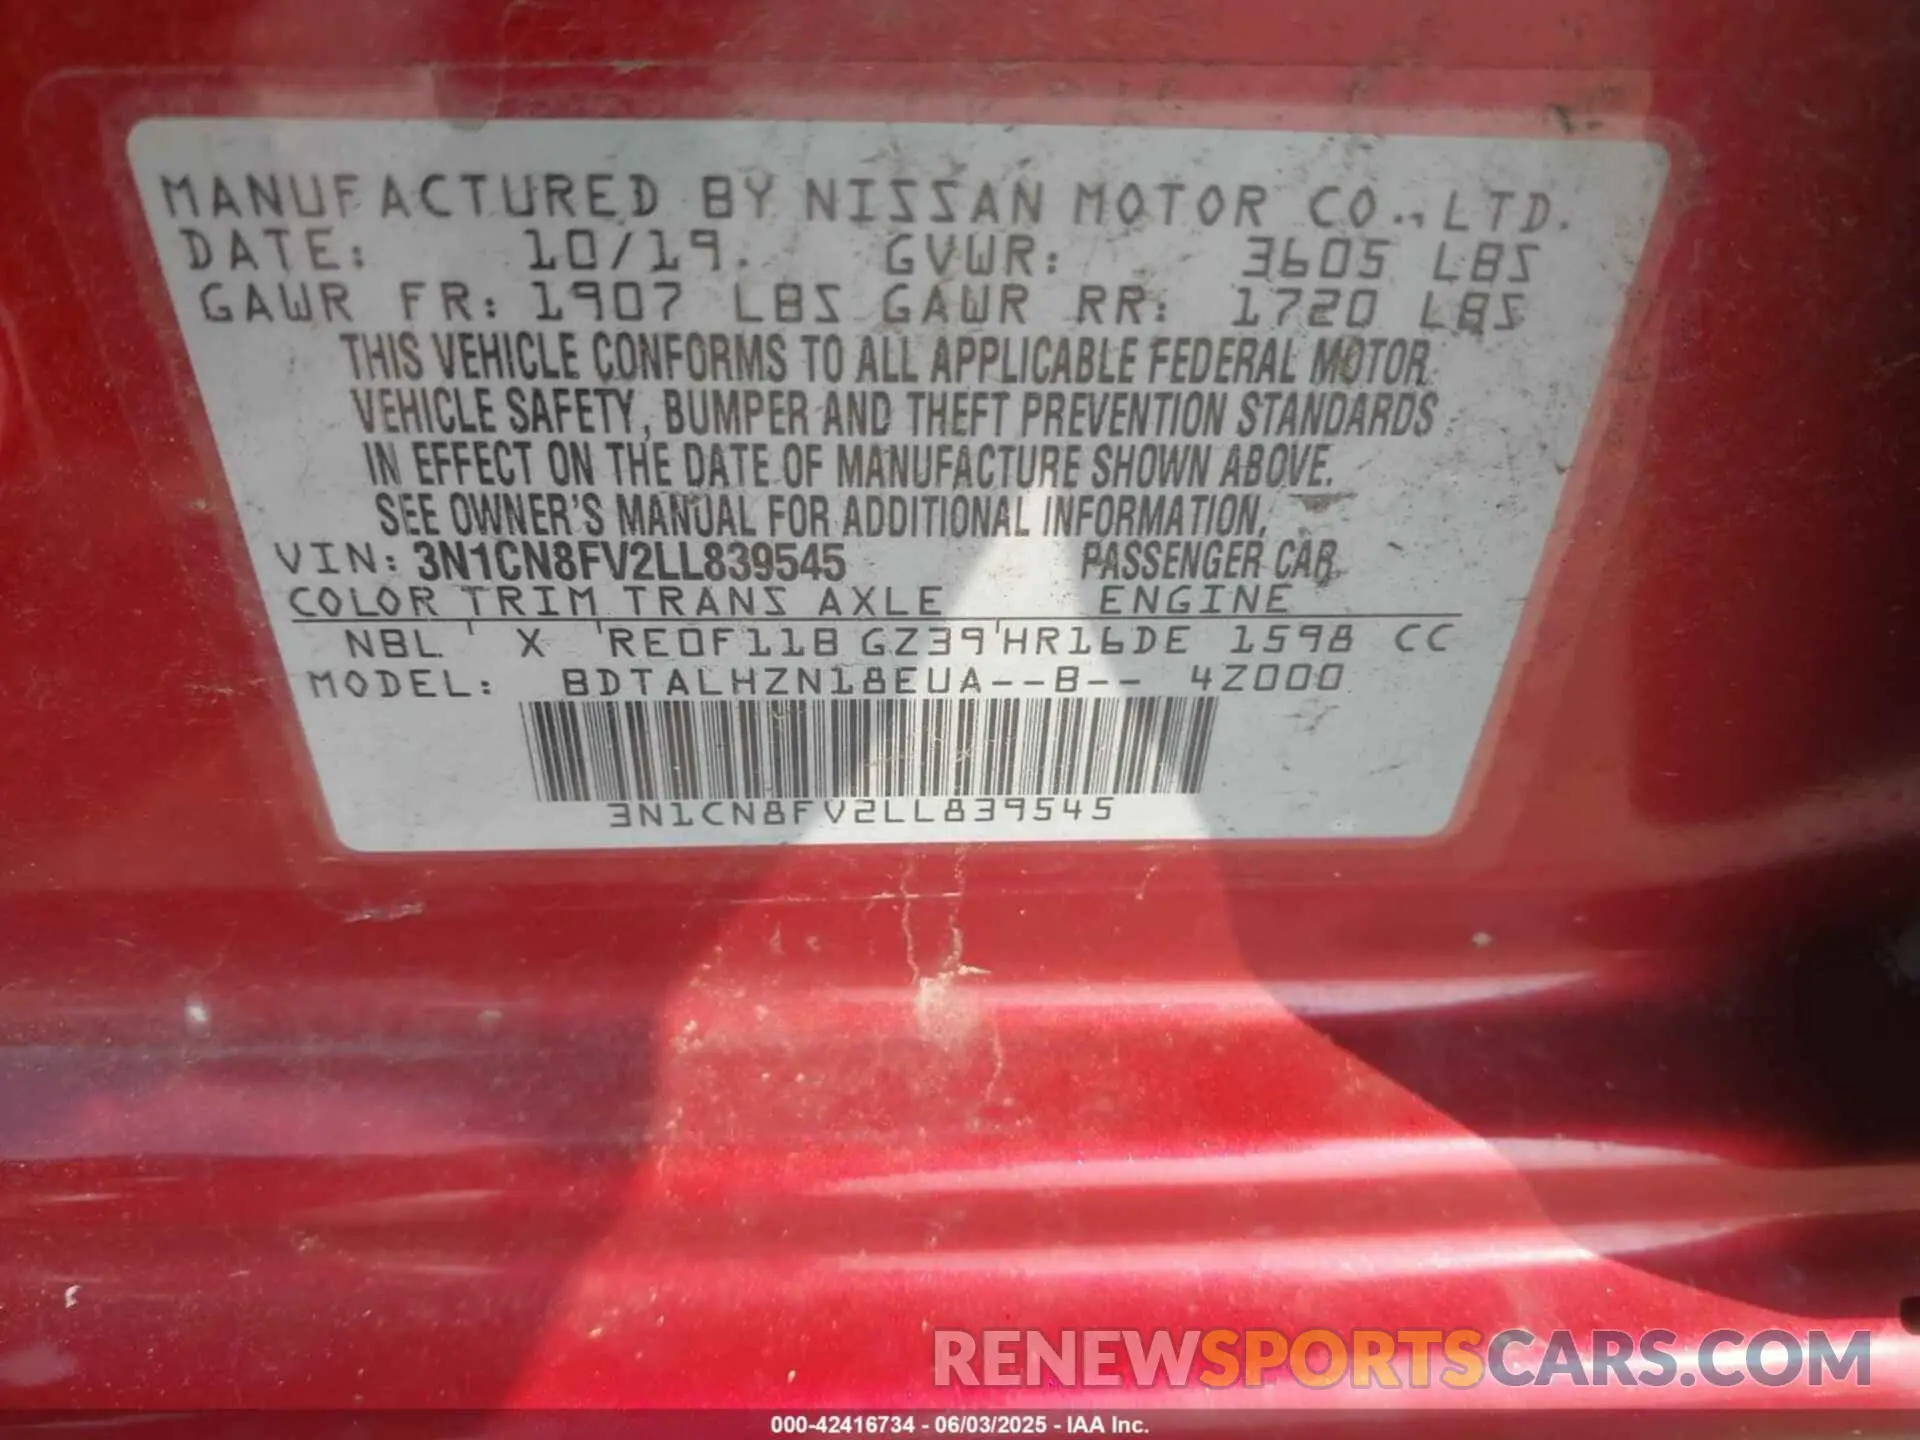 MANUFACTURED BY NISSAN MOTOR CO., LTD.
DATE: 10/19. GVWR: 3605 LBS
GAWR FR: 1907 LBS GAWR RR: 1720 LBS
THIS VEHICLE CONFORMS TO ALL APPLICABLE FEDERAL MOTOR
VEHICLE SAFETY, BUMPER AND THEFT PREVENTION STANDARDS
IN EFFECT ON THE DATE OF MANUFACTURE SHOWN ABOVE.
SEE OWNER'S MANUAL FOR ADDITIONAL INFORMATION.
VIN: 3N1CN8FV2LL839545 PASSENGER CAR
COLOR TRIM TRANS AXLE ENGINE
NBL X RE0F11B GZ39 HR16DE 1598 CC
MODEL: BDTALHZN18EUA--B-- 4Z000
3N1CN8FV2LL839545
RENEWSPORTSCARS.COM
000-42416734 - 06/03/2025 - IAA Inc.